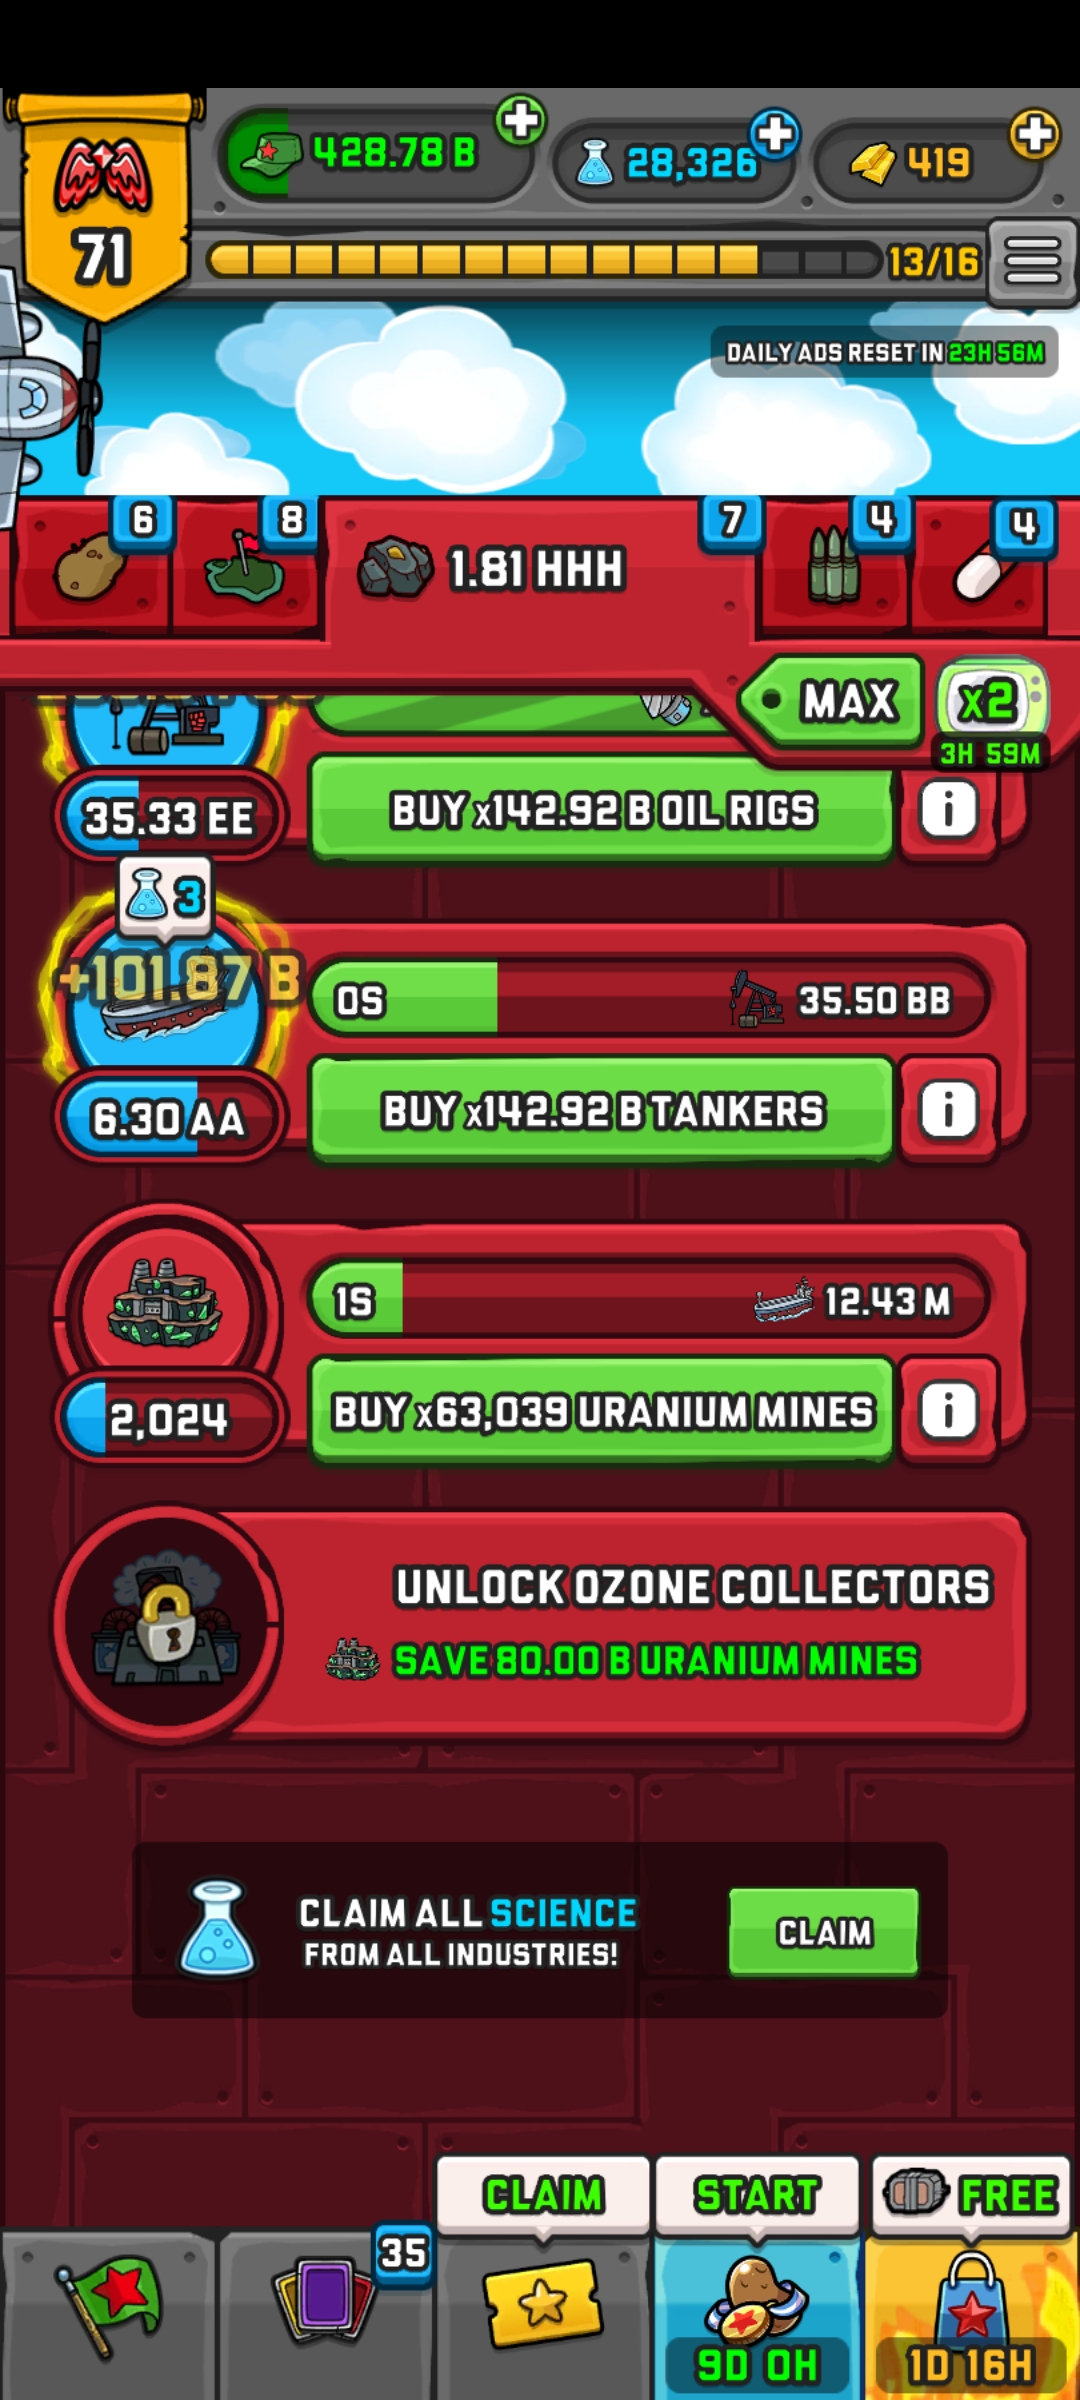 428.78 B
28,326
419
71
13/16
DAILY ADS RESET IN 23H 56M
6
8
1.81 HHH
7
4
4
MAX
x2
3H 59M
35.33 EE
BUY x142.92 B OIL RIGS
i
3
+101.87 B
0S
35.50 BB
6.30 AA
BUY x142.92 B TANKERS
i
1S
12.43 M
2,024
BUY x63,039 URANIUM MINES
i
UNLOCK OZONE COLLECTORS
SAVE 80.00 B URANIUM MINES
CLAIM ALL SCIENCE
FROM ALL INDUSTRIES!
CLAIM
CLAIM
START
FREE
35
9D 0H
1D 16H